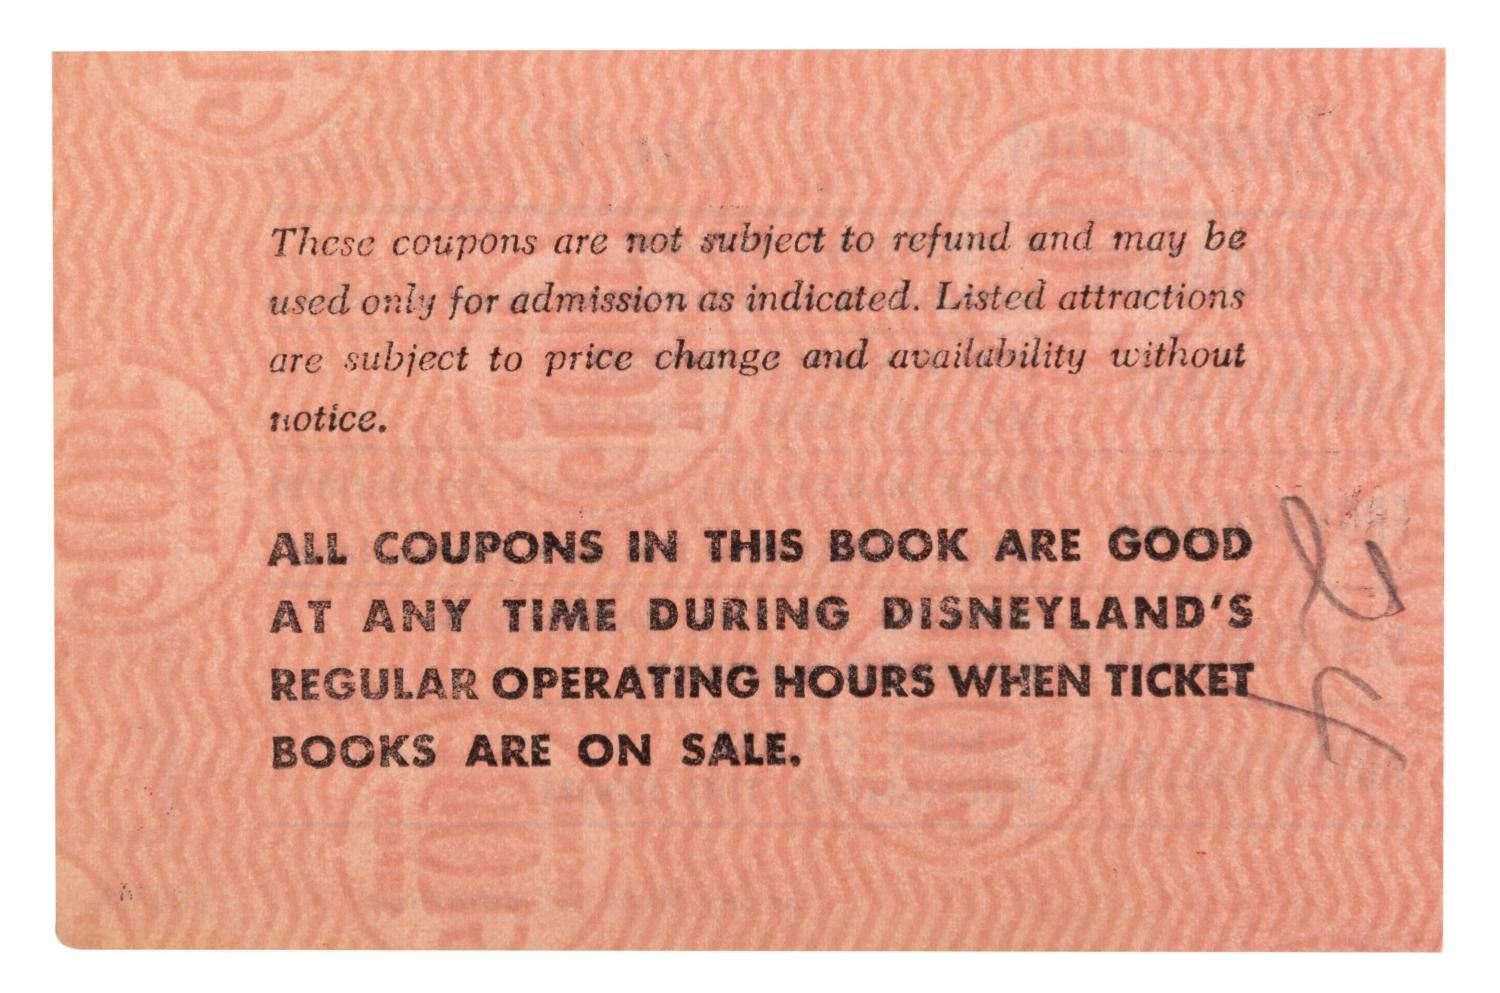 These coupons are not subject to refund and may be
used only for admission as indicated. Listed attractions
are subject to price change and availability without
notice.
ALL COUPONS IN THIS BOOK ARE GOOD
AT ANY TIME DURING DISNEYLAND'S
REGULAR OPERATING HOURS WHEN TICKET
BOOKS ARE ON SALE.